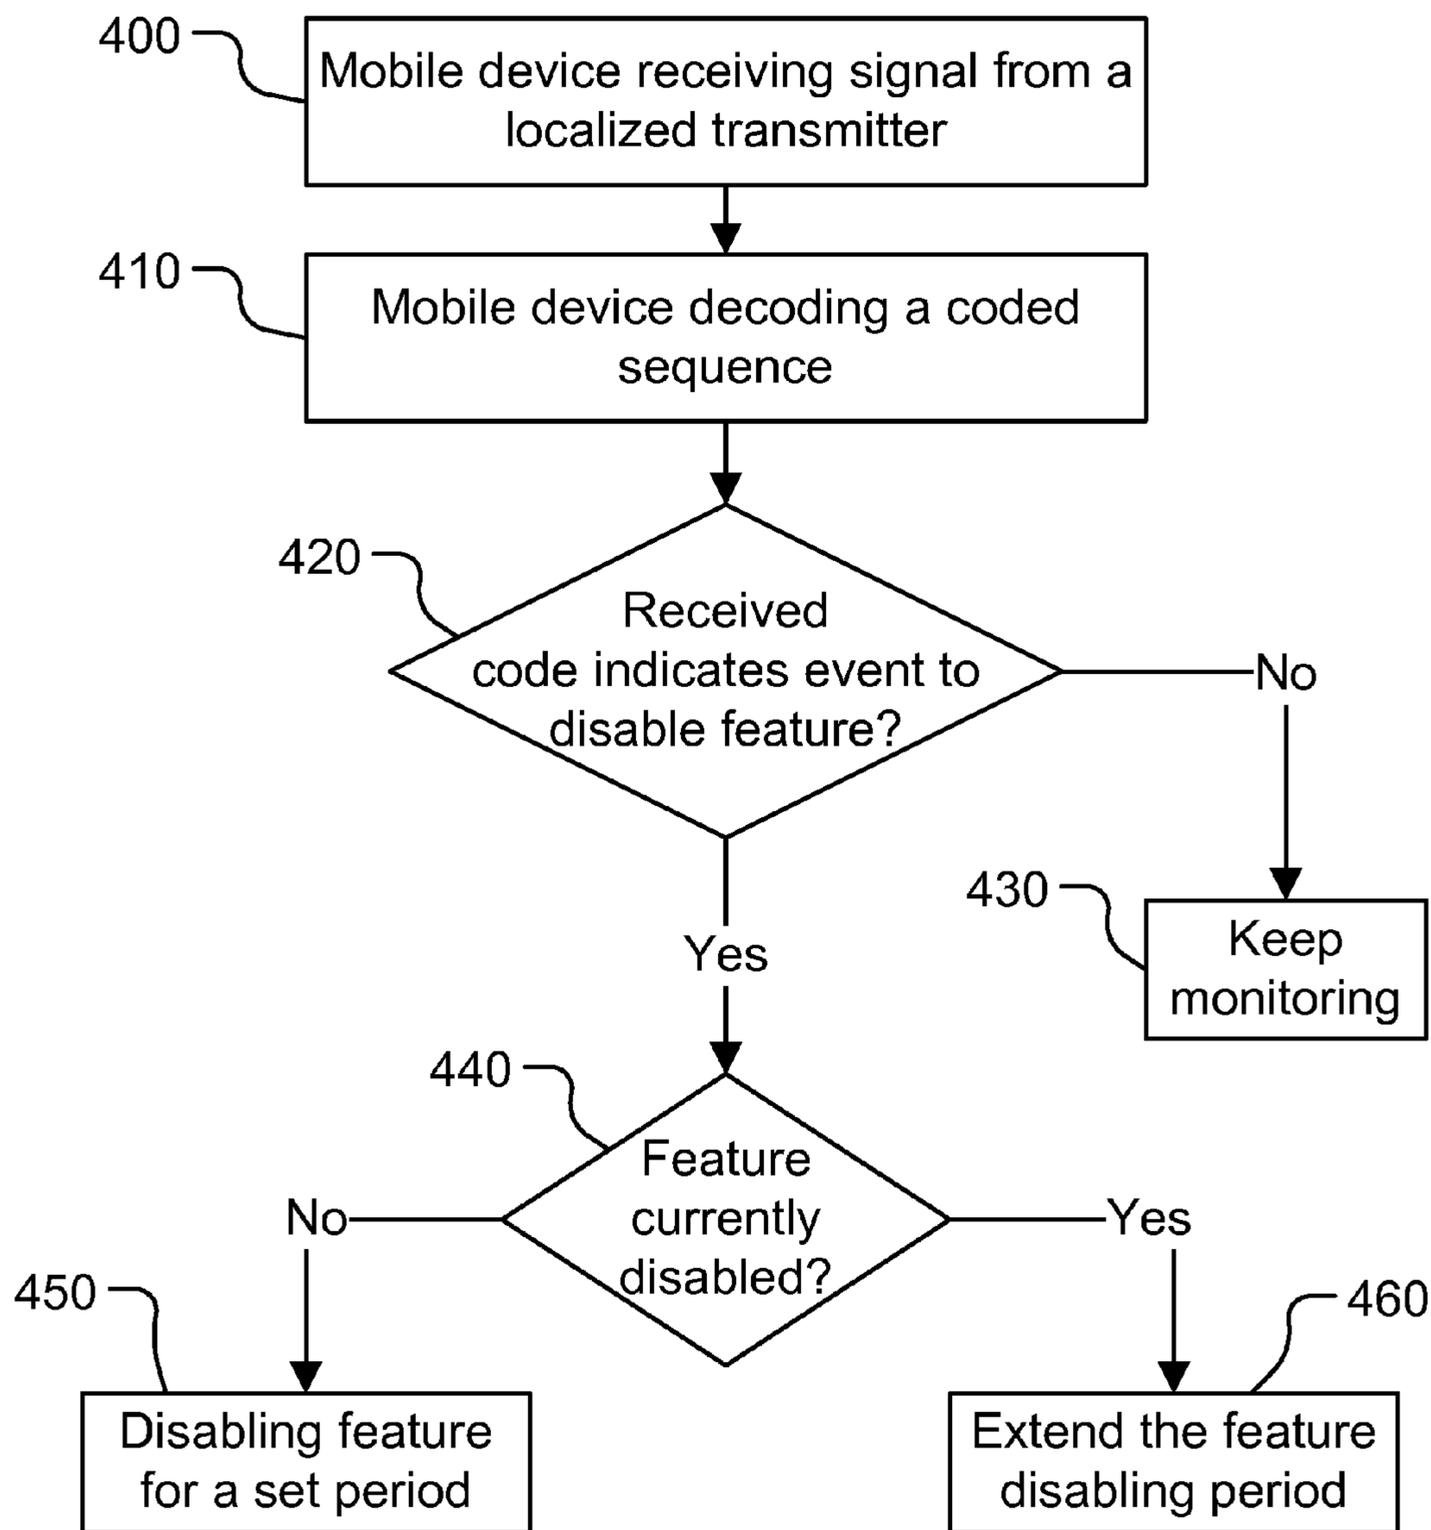 400
Mobile device receiving signal from a
localized transmitter
410
Mobile device decoding a coded
sequence
420
Received
code indicates event to
disable feature?
No
430
Keep
monitoring
Yes
440
Feature
currently
disabled?
No
Yes
450
Disabling feature
for a set period
460
Extend the feature
disabling period